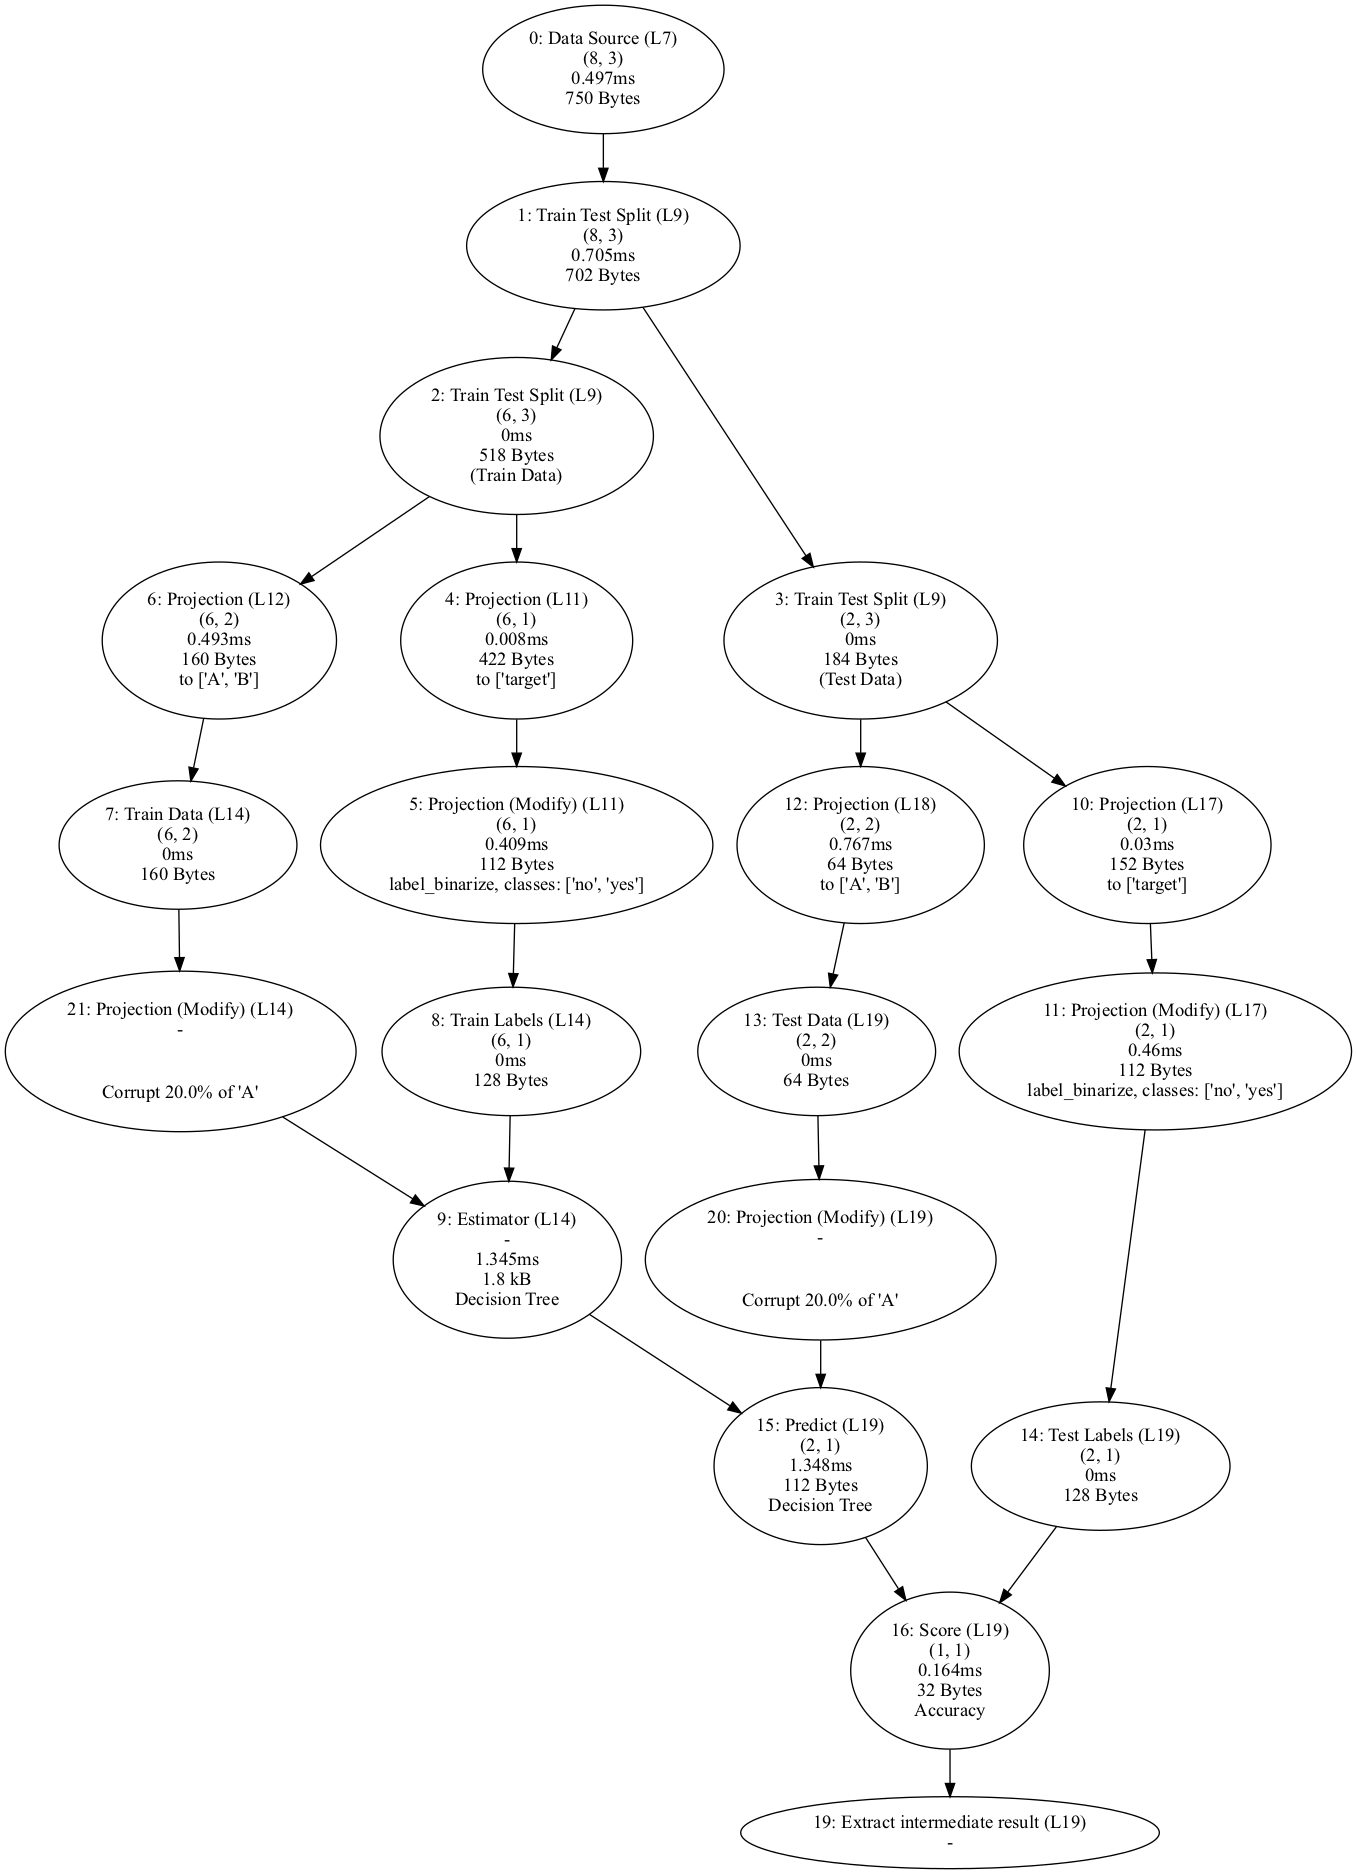 0: Data Source (L7)
(8, 3)
0.497ms
750 Bytes
1: Train Test Split (L9)
(8, 3)
0.705ms
702 Bytes
2: Train Test Split (L9)
(6, 3)
0ms
518 Bytes
(Train Data)
6: Projection (L12)
(6, 2)
0.493ms
160 Bytes
to ['A', 'B']
4: Projection (L11)
(6, 1)
0.008ms
422 Bytes
to ['target']
3: Train Test Split (L9)
(2, 3)
0ms
184 Bytes
(Test Data)
7: Train Data (L14)
(6, 2)
0ms
160 Bytes
5: Projection (Modify) (L11)
(6, 1)
0.409ms
112 Bytes
label_binarize, classes: ['no', 'yes']
12: Projection (L18)
(2, 2)
0.767ms
64 Bytes
to ['A', 'B']
10: Projection (L17)
(2, 1)
0.03ms
152 Bytes
to ['target']
21: Projection (Modify) (L14)
-
Corrupt 20.0% of 'A'
8: Train Labels (L14)
(6, 1)
0ms
128 Bytes
13: Test Data (L19)
(2, 2)
0ms
64 Bytes
11: Projection (Modify) (L17)
(2, 1)
0.46ms
112 Bytes
label_binarize, classes: ['no', 'yes']
9: Estimator (L14)
-
1.345ms
1.8 kB
Decision Tree
20: Projection (Modify) (L19)
-
Corrupt 20.0% of 'A'
15: Predict (L19)
(2, 1)
1.348ms
112 Bytes
Decision Tree
14: Test Labels (L19)
(2, 1)
0ms
128 Bytes
16: Score (L19)
(1, 1)
0.164ms
32 Bytes
Accuracy
19: Extract intermediate result (L19)
-